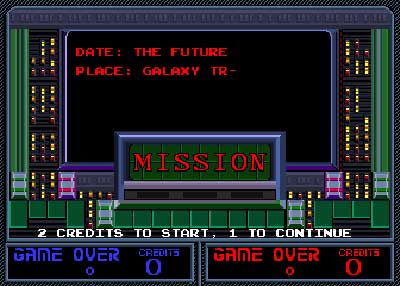 DATE: THE FUTURE
PLACE: GALAXY TR-
MISSION
2 CREDITS TO START, 1 TO CONTINUE
GAME OVER CREDITS GAME OVER CREDITS
0 0 0 0